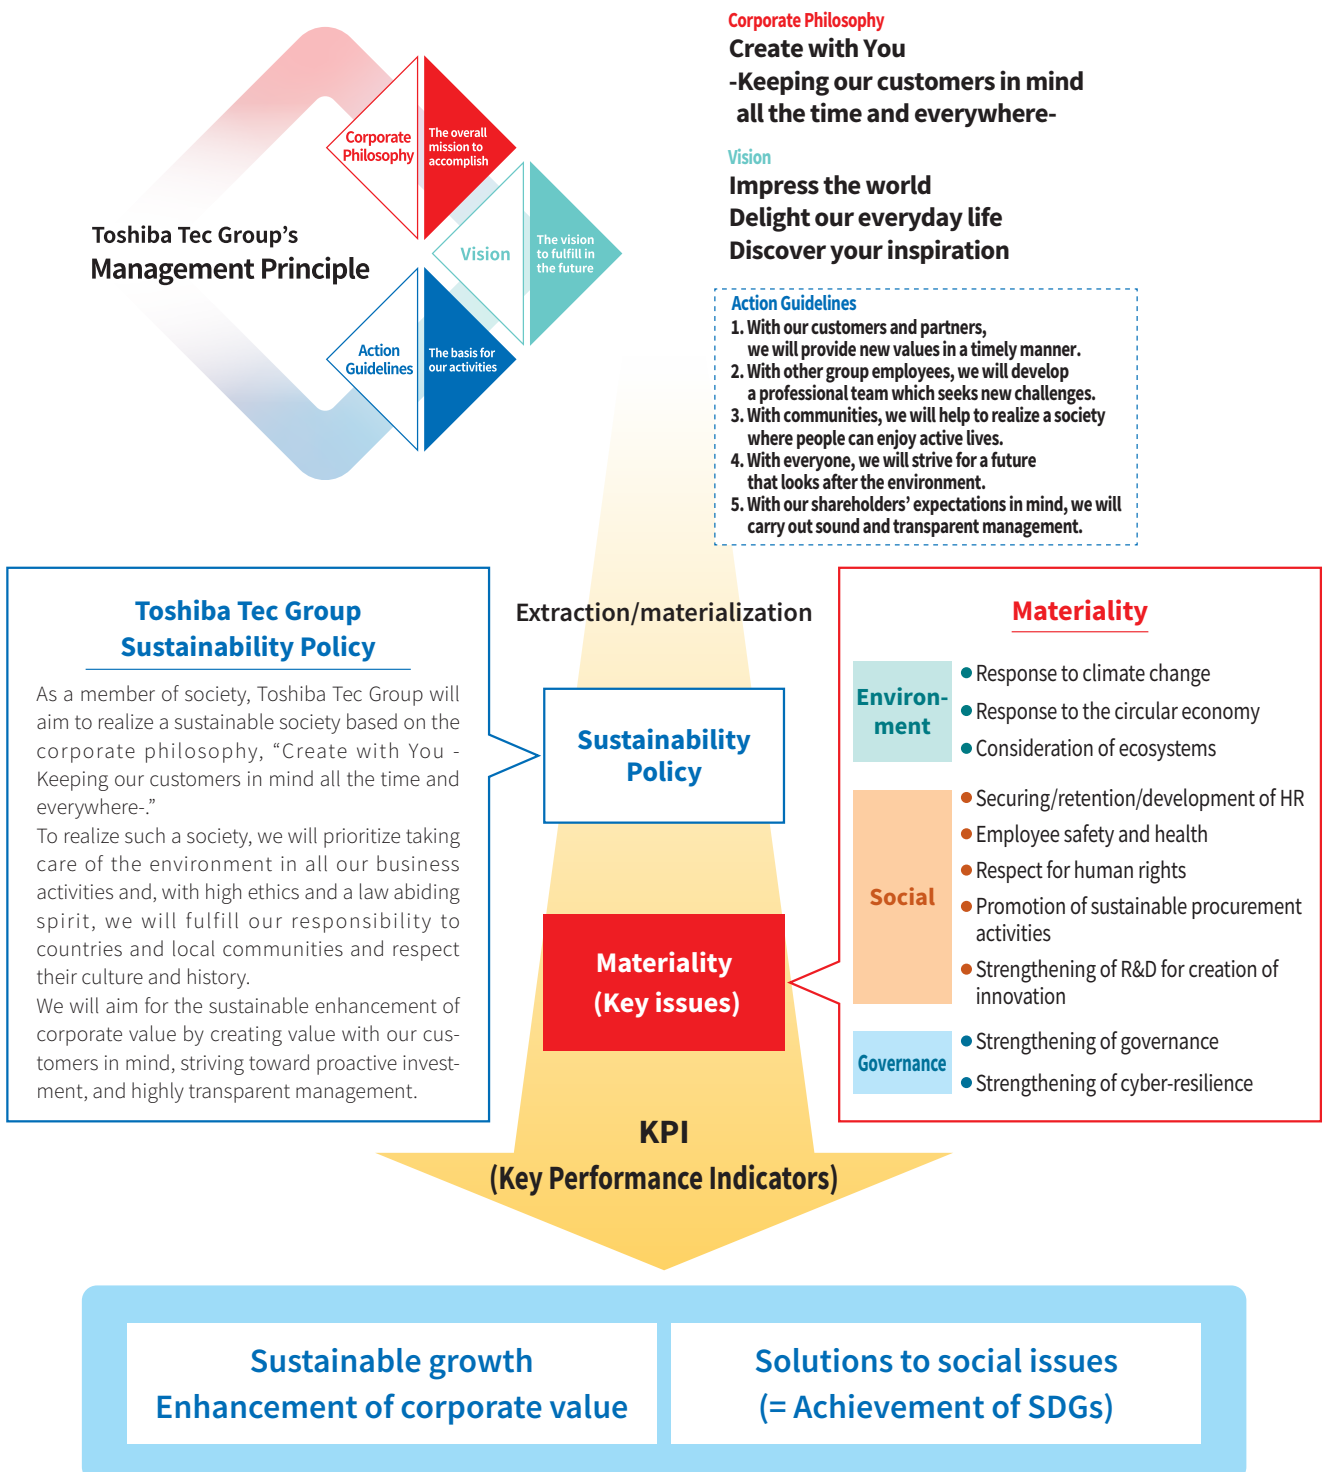 Corporate
Philosophy
The overall
mission to
accomplish
Toshiba Tec Group’s
Management Principle
Vision
The vision
to fulfill in
the future
Action
Guidelines
The basis for
our activities
Corporate Philosophy
Create with You
-Keeping our customers in mind
all the time and everywhere-
Vision
Impress the world
Delight our everyday life
Discover your inspiration
Action Guidelines
1. With our customers and partners,
we will provide new values in a timely manner.
2. With other group employees, we will develop
a professional team which seeks new challenges.
3. With communities, we will help to realize a society
where people can enjoy active lives.
4. With everyone, we will strive for a future
that looks after the environment.
5. With our shareholders’ expectations in mind, we will
carry out sound and transparent management.
Toshiba Tec Group
Sustainability Policy
As a member of society, Toshiba Tec Group will
aim to realize a sustainable society based on the
corporate philosophy, “Create with You -
Keeping our customers in mind all the time and
everywhere-.”
To realize such a society, we will prioritize taking
care of the environment in all our business
activities and, with high ethics and a law abiding
spirit, we will fulfill our responsibility to
countries and local communities and respect
their culture and history.
We will aim for the sustainable enhancement of
corporate value by creating value with our cus-
tomers in mind, striving toward proactive invest-
ment, and highly transparent management.
Extraction/materialization
Sustainability
Policy
Materiality
(Key issues)
KPI
(Key Performance Indicators)
Materiality
Environ-
ment
● Response to climate change
● Response to the circular economy
● Consideration of ecosystems
Social
● Securing/retention/development of HR
● Employee safety and health
● Respect for human rights
● Promotion of sustainable procurement
activities
● Strengthening of R&D for creation of
innovation
Governance
● Strengthening of governance
● Strengthening of cyber-resilience
Sustainable growth
Enhancement of corporate value
Solutions to social issues
(= Achievement of SDGs)